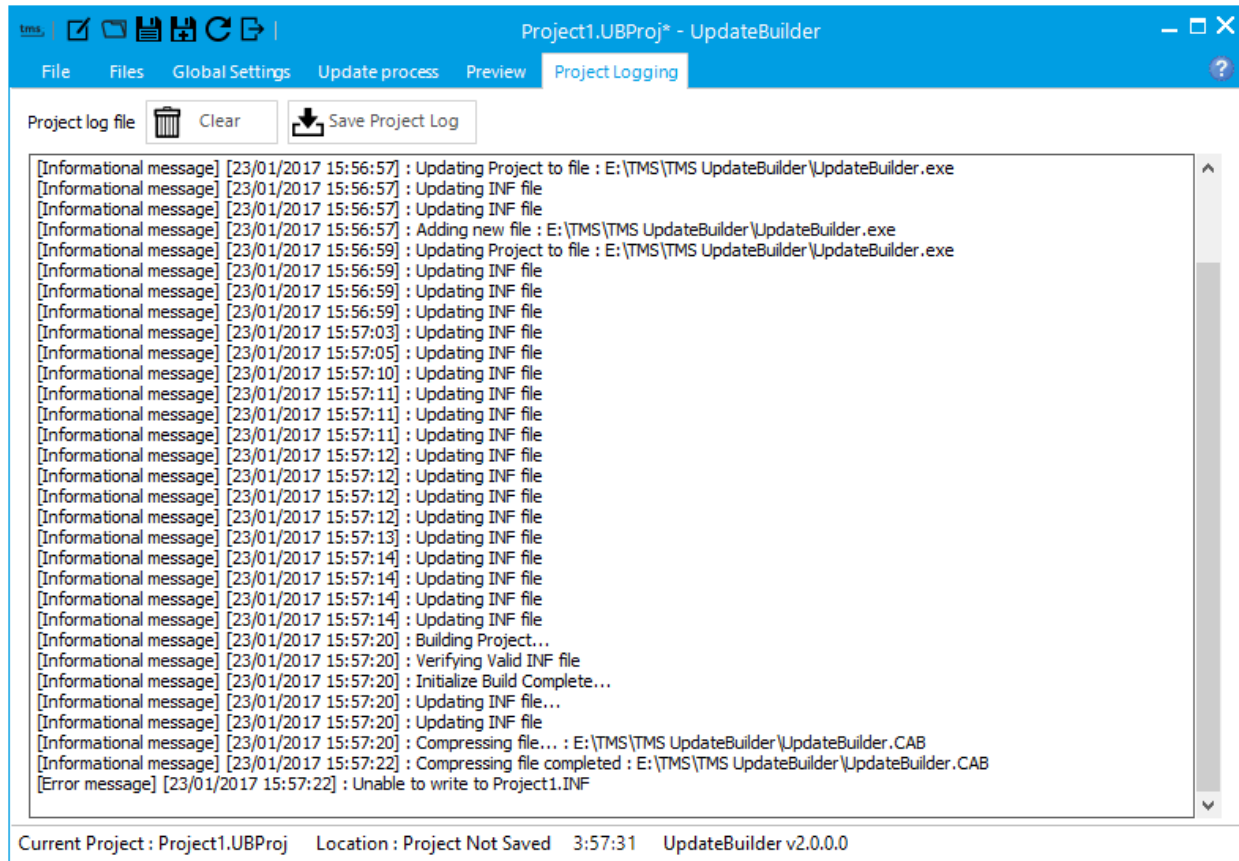 tms Project1.UBProj* - UpdateBuilder
File Files Global Settings Update process Preview Project Logging ?
Project log file Clear Save Project Log
[Informational message] [23/01/2017 15:56:57] : Updating Project to file : E:\TMS\TMS UpdateBuilder\UpdateBuilder.exe
[Informational message] [23/01/2017 15:56:57] : Updating INF file
[Informational message] [23/01/2017 15:56:57] : Updating INF file
[Informational message] [23/01/2017 15:56:57] : Adding new file : E:\TMS\TMS UpdateBuilder\UpdateBuilder.exe
[Informational message] [23/01/2017 15:56:59] : Updating Project to file : E:\TMS\TMS UpdateBuilder\UpdateBuilder.exe
[Informational message] [23/01/2017 15:56:59] : Updating INF file
[Informational message] [23/01/2017 15:56:59] : Updating INF file
[Informational message] [23/01/2017 15:56:59] : Updating INF file
[Informational message] [23/01/2017 15:57:03] : Updating INF file
[Informational message] [23/01/2017 15:57:05] : Updating INF file
[Informational message] [23/01/2017 15:57:10] : Updating INF file
[Informational message] [23/01/2017 15:57:11] : Updating INF file
[Informational message] [23/01/2017 15:57:11] : Updating INF file
[Informational message] [23/01/2017 15:57:11] : Updating INF file
[Informational message] [23/01/2017 15:57:12] : Updating INF file
[Informational message] [23/01/2017 15:57:12] : Updating INF file
[Informational message] [23/01/2017 15:57:12] : Updating INF file
[Informational message] [23/01/2017 15:57:12] : Updating INF file
[Informational message] [23/01/2017 15:57:13] : Updating INF file
[Informational message] [23/01/2017 15:57:14] : Updating INF file
[Informational message] [23/01/2017 15:57:14] : Updating INF file
[Informational message] [23/01/2017 15:57:14] : Updating INF file
[Informational message] [23/01/2017 15:57:14] : Updating INF file
[Informational message] [23/01/2017 15:57:20] : Building Project...
[Informational message] [23/01/2017 15:57:20] : Verifying Valid INF file
[Informational message] [23/01/2017 15:57:20] : Initialize Build Complete...
[Informational message] [23/01/2017 15:57:20] : Updating INF file...
[Informational message] [23/01/2017 15:57:20] : Updating INF file
[Informational message] [23/01/2017 15:57:20] : Compressing file... : E:\TMS\TMS UpdateBuilder\UpdateBuilder.CAB
[Informational message] [23/01/2017 15:57:22] : Compressing file completed : E:\TMS\TMS UpdateBuilder\UpdateBuilder.CAB
[Error message] [23/01/2017 15:57:22] : Unable to write to Project1.INF
Current Project : Project1.UBProj Location : Project Not Saved 3:57:31 UpdateBuilder v2.0.0.0